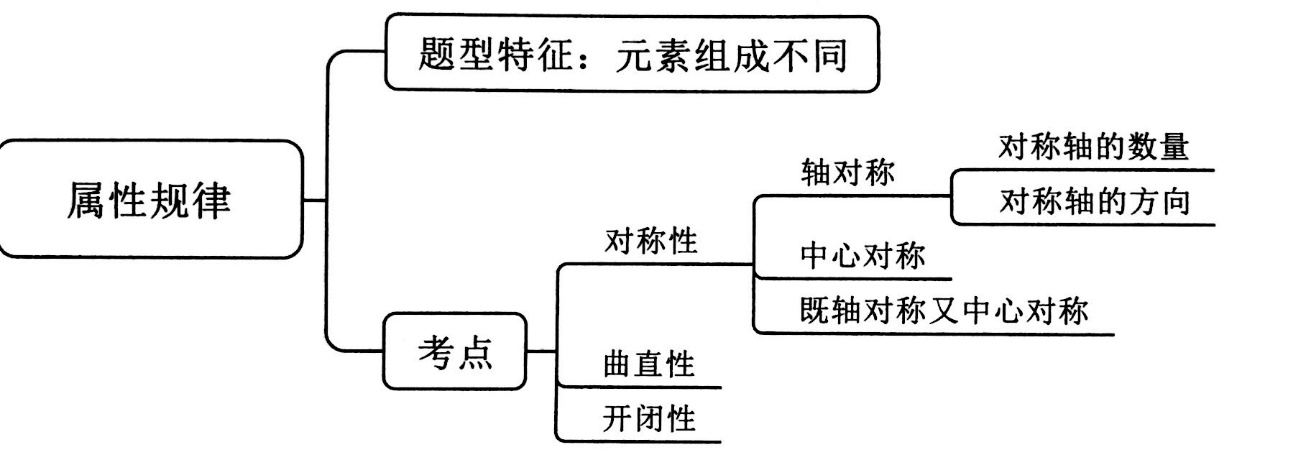 题型特征：元素组成不同
属性规律
对称轴的数量
轴对称
对称轴的方向
对称性
中心对称
既轴对称又中心对称
考点
曲直性
开闭性